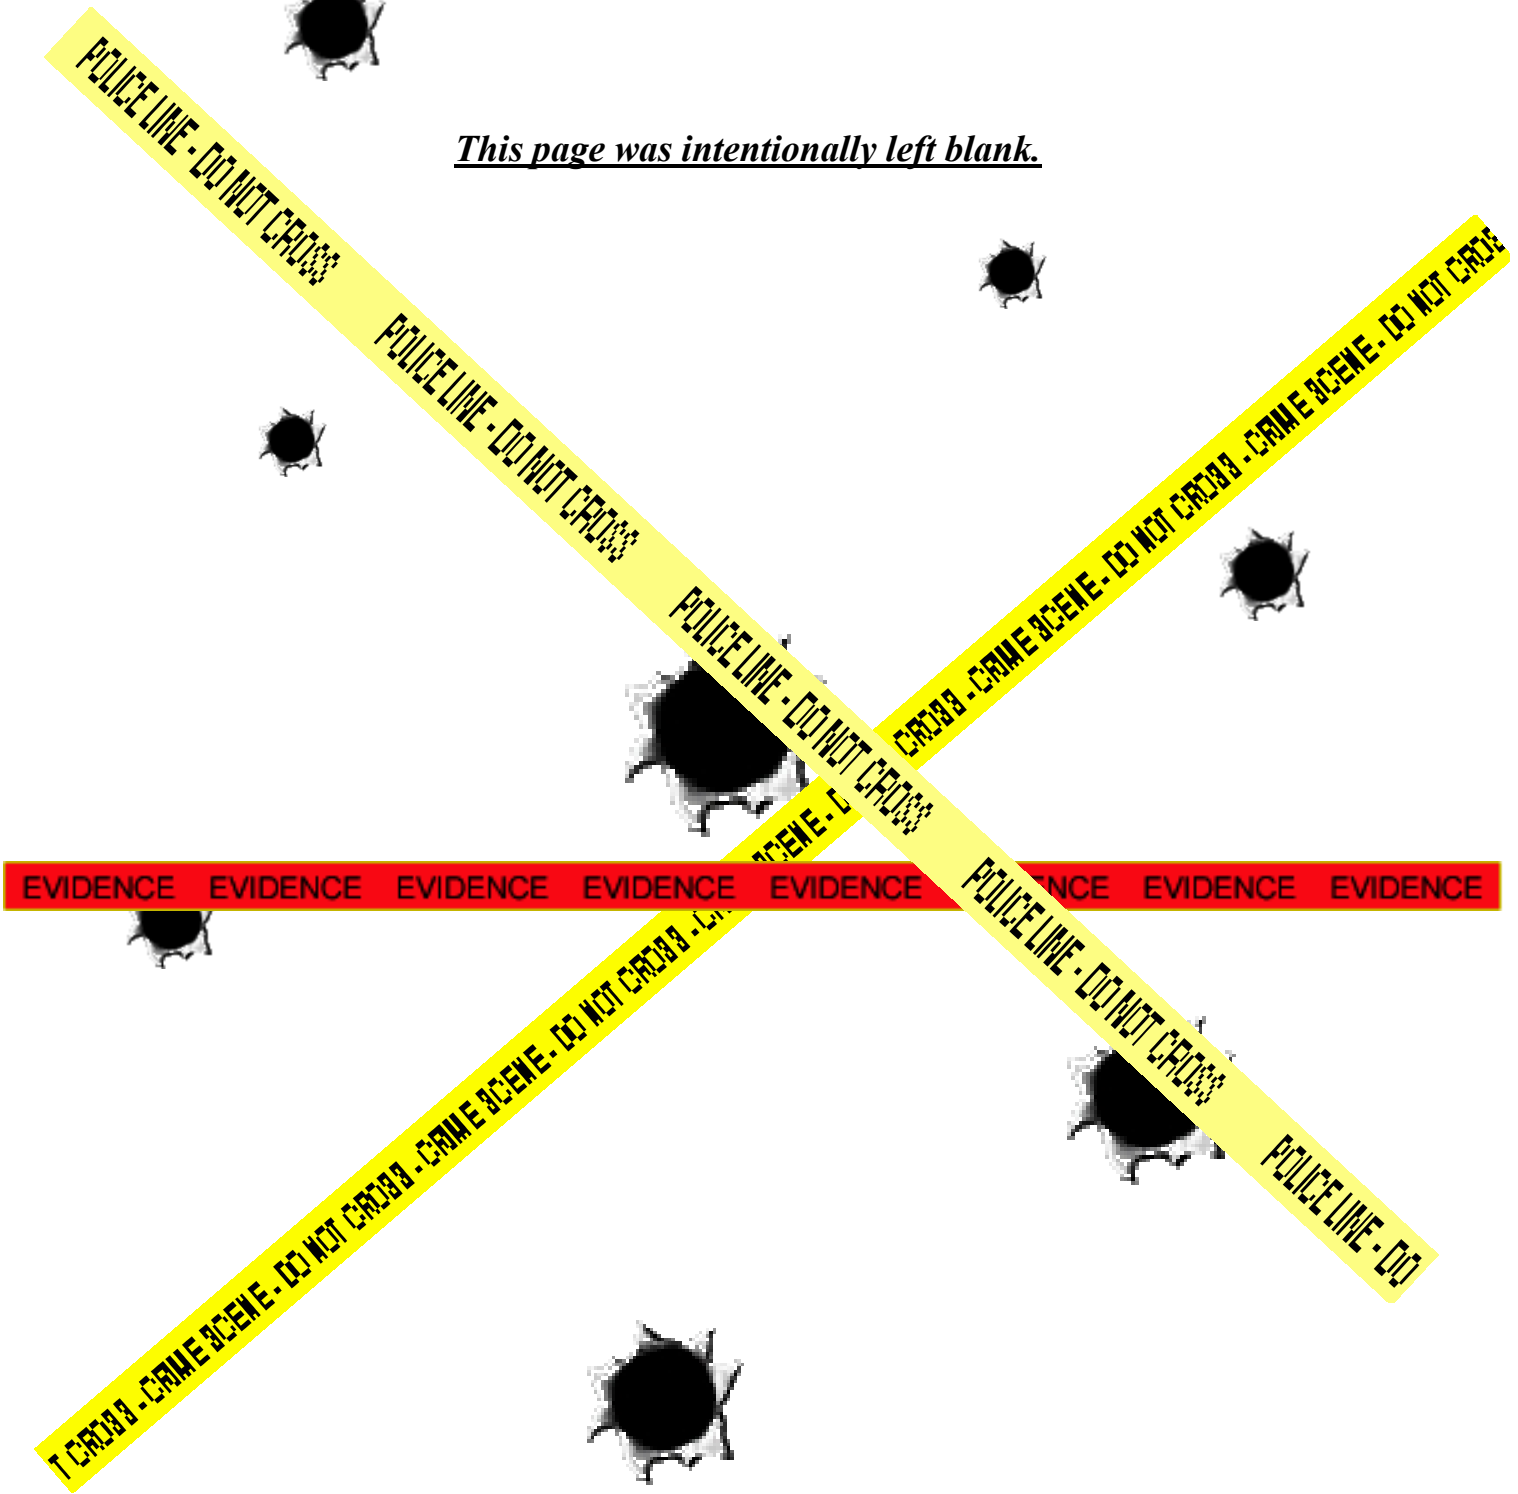 This page was intentionally left blank.
POLICE LINE - DO NOT CROSS POLICE LINE - DO NOT CROSS POLICE LINE - DO NOT CROSS POLICE LINE - DO NOT CROSS POLICE LINE - DO
T CROSS - CRIME SCENE - DO NOT CROSS - CRIME SCENE - DO NOT CROSS - CROSS - CRIME SCENE - DO NOT CROSS - CRIME SCENE - DO NOT CROS
EVIDENCE EVIDENCE EVIDENCE EVIDENCE EVIDENCE NCE EVIDENCE EVIDENCE